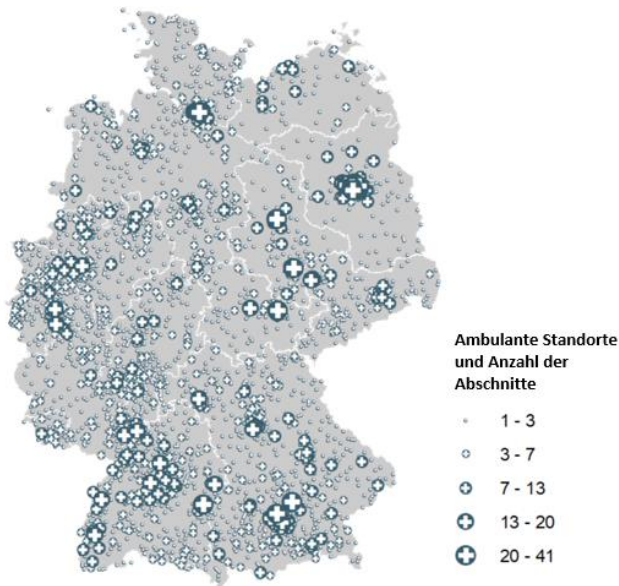 Ambulante Standorte
und Anzahl der
Abschnitte
1 - 3
3 - 7
7 - 13
13 - 20
20 - 41